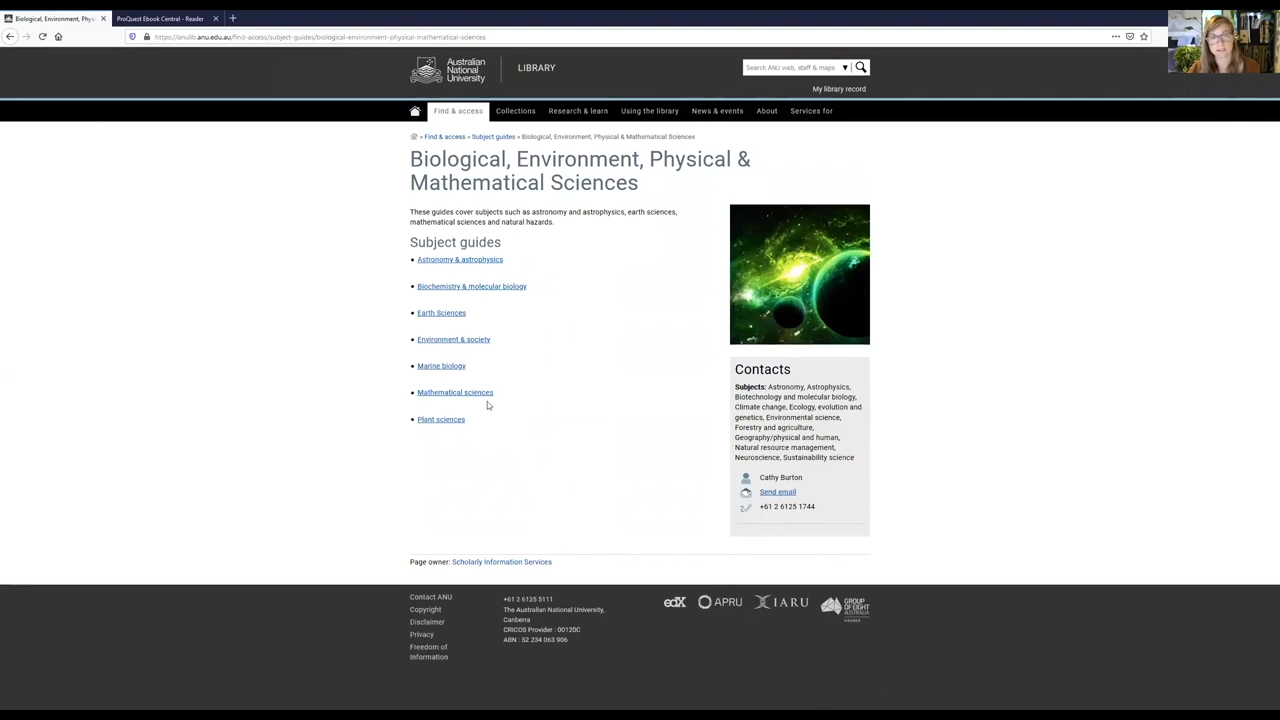 Biological, Environment, Phys
ProQuest Ebook Central - Reader
https://anulib.anu.edu.au/find-access/subject-guides/biological-environment-physical-mathematical-sciences
Australian
National
University
LIBRARY
Search ANU web, staff & maps
My library record
Find & access
Collections
Research & learn
Using the library
News & events
About
Services for
» Find & access » Subject guides » Biological, Environment, Physical & Mathematical Sciences
Biological, Environment, Physical &
Mathematical Sciences
These guides cover subjects such as astronomy and astrophysics, earth sciences,
mathematical sciences and natural hazards.
Subject guides
Astronomy & astrophysics
Biochemistry & molecular biology
Earth Sciences
Environment & society
Marine biology
Mathematical sciences
Plant sciences
Contacts
Subjects: Astronomy, Astrophysics,
Biotechnology and molecular biology,
Climate change, Ecology, evolution and
genetics, Environmental science,
Forestry and agriculture,
Geography/physical and human,
Natural resource management,
Neuroscience, Sustainability science
Cathy Burton
Send email
+61 2 6125 1744
Page owner: Scholarly Information Services
Contact ANU
Copyright
Disclaimer
Privacy
Freedom of
Information
+61 2 6125 5111
The Australian National University,
Canberra
CRICOS Provider : 00120C
ABN : 52 234 063 906
edX
APRU
IARU
GROUP
OF EIGHT
AUSTRALIA